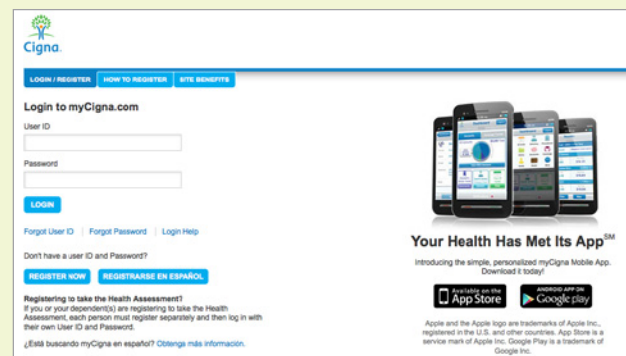 Cigna.
LOGIN / REGISTER
HOW TO REGISTER
SITE BENEFITS
Login to myCigna.com
User ID
Password
LOGIN
Forgot User ID | Forgot Password | Login Help
Don't have a user ID and Password?
REGISTER NOW
REGISTRARSE EN ESPAÑOL
Registering to take the Health Assessment?
If you or your dependent(s) are registering to take the Health
Assessment, each person must register separately and then log in with
their own User ID and Password.
¿Está buscando myCigna en español? Obtenga más información.
Your Health Has Met Its App℠
Introducing the simple, personalized myCigna Mobile App.
Download it today!
Available on the
App Store
ANDROID APP ON
Google play
Apple and the Apple logo are trademarks of Apple Inc.,
registered in the U.S. and other countries. App Store is a
service mark of Apple Inc. Google Play is a trademark of
Google Inc.